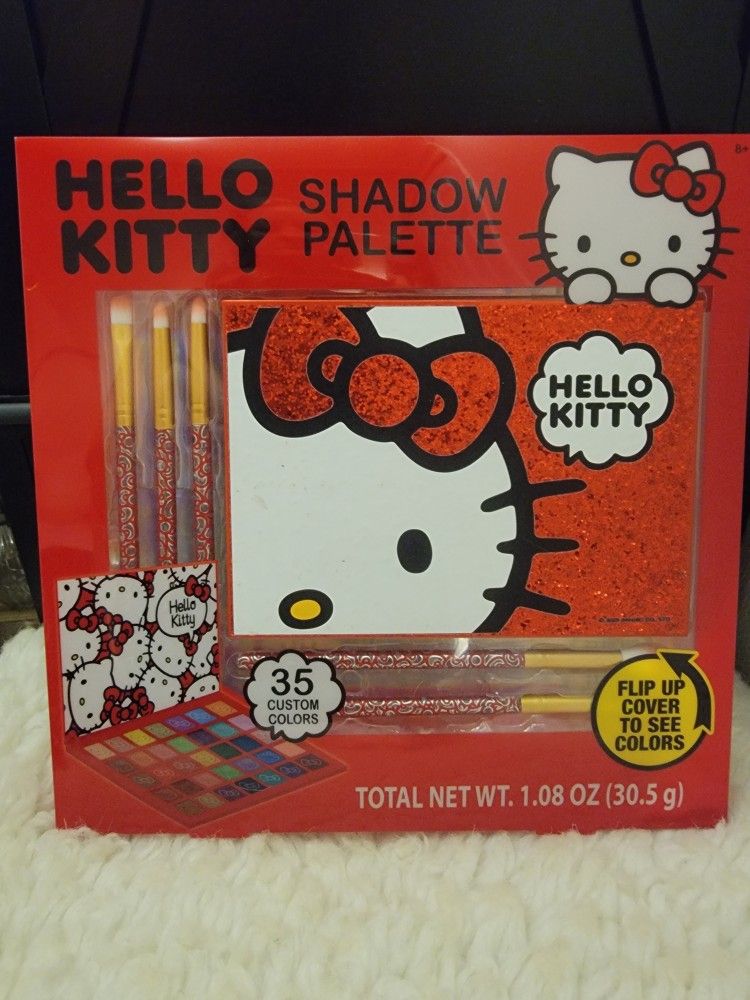 8+
HELLO
KITTY
SHADOW
PALETTE
HELLO
KITTY
Hello
Kitty
35
CUSTOM
COLORS
FLIP UP
COVER
TO SEE
COLORS
TOTAL NET WT. 1.08 OZ (30.5 g)